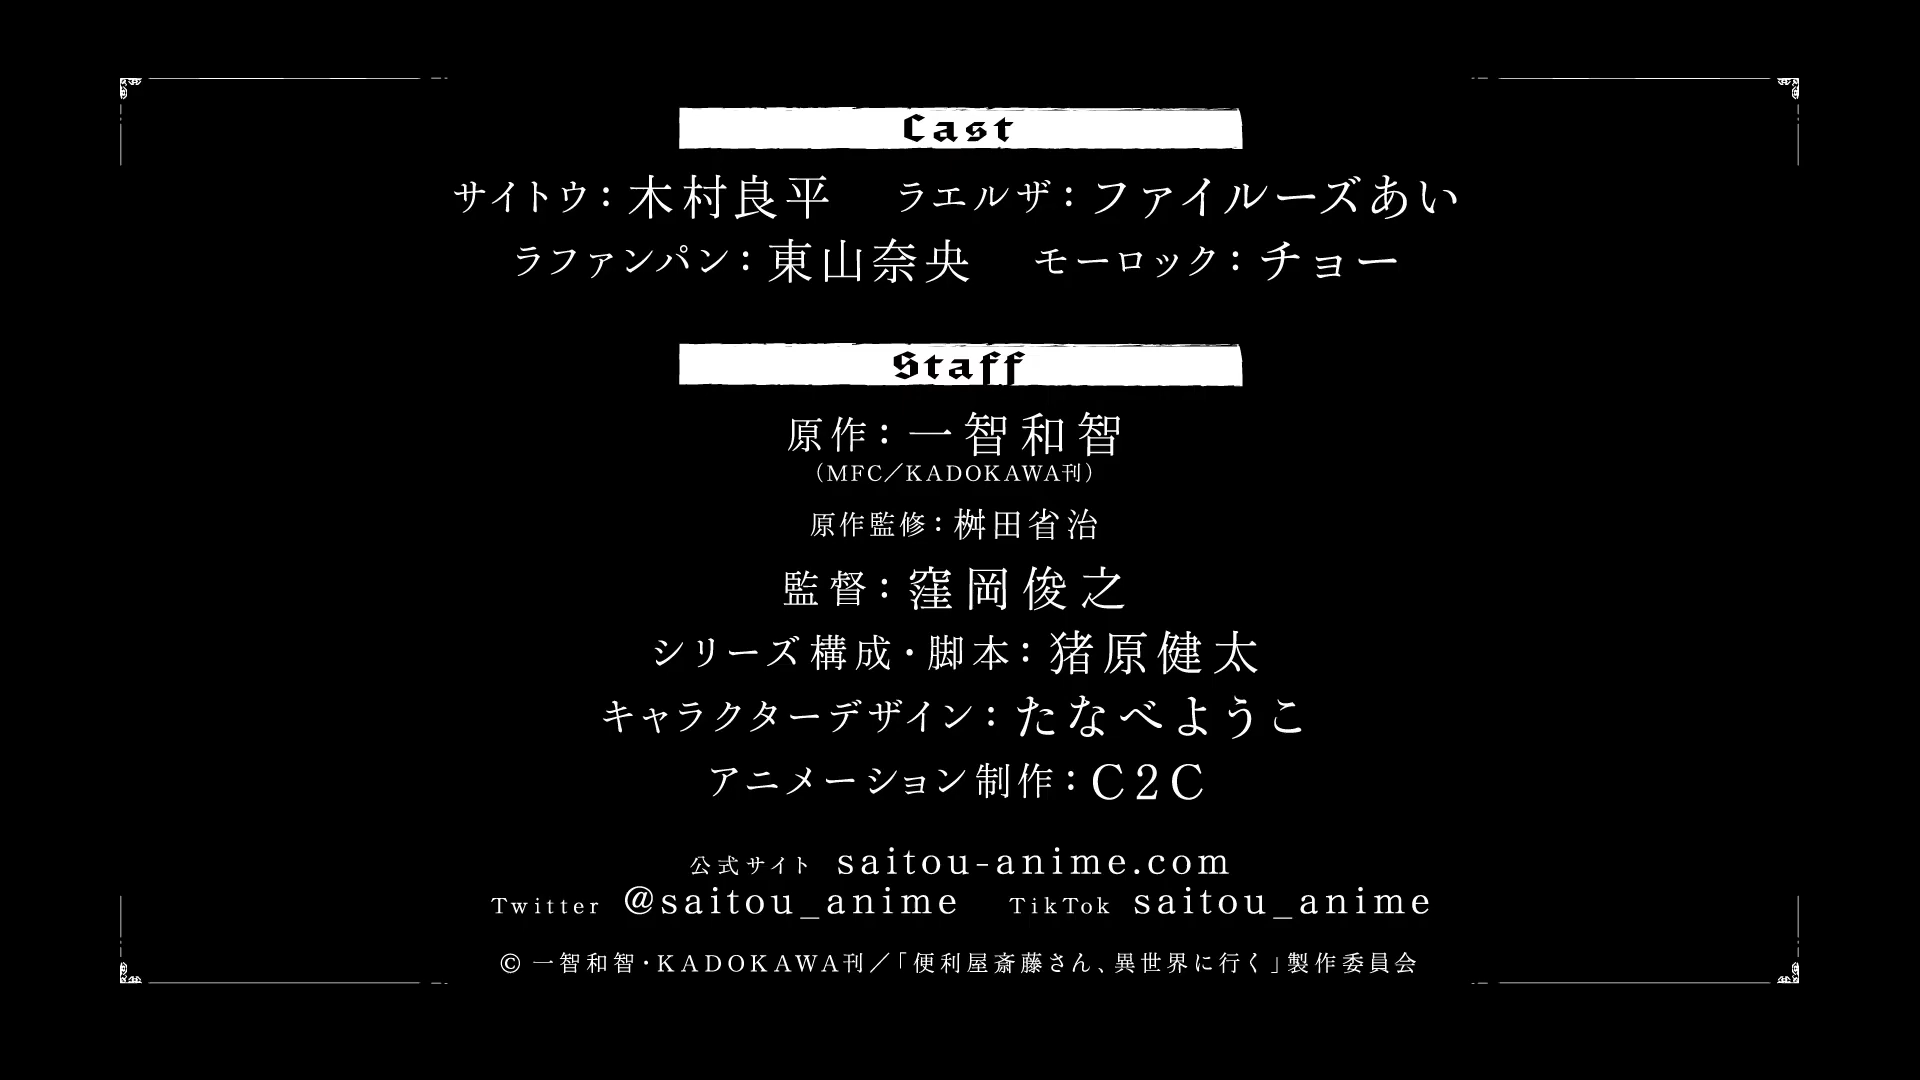 Cast
サイトウ：木村良平　ラエルザ：ファイルーズあい
ラファンパン：東山奈央　モーロック：チョー
Staff
原作：一智和智
（MFC／KADOKAWA刊）
原作監修：桝田省治
監督：窪岡俊之
シリーズ構成・脚本：猪原健太
キャラクターデザイン：たなべようこ
アニメーション制作：C2C
公式サイト saitou-anime.com
Twitter @saitou_anime　TikTok saitou_anime
© 一智和智・KADOKAWA刊／「便利屋斎藤さん、異世界に行く」製作委員会